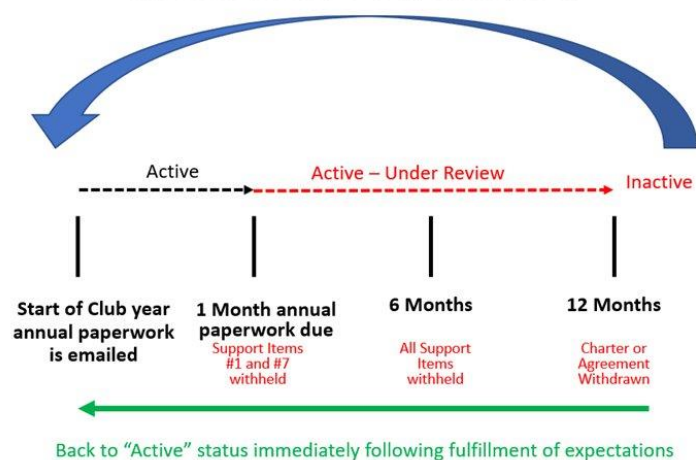 Active
Active – Under Review
Inactive
Start of Club year
annual paperwork
is emailed
1 Month annual
paperwork due
Support Items
#1 and #7
withheld
6 Months
All Support
Items
withheld
12 Months
Charter or
Agreement
Withdrawn
Back to “Active” status immediately following fulfillment of expectations